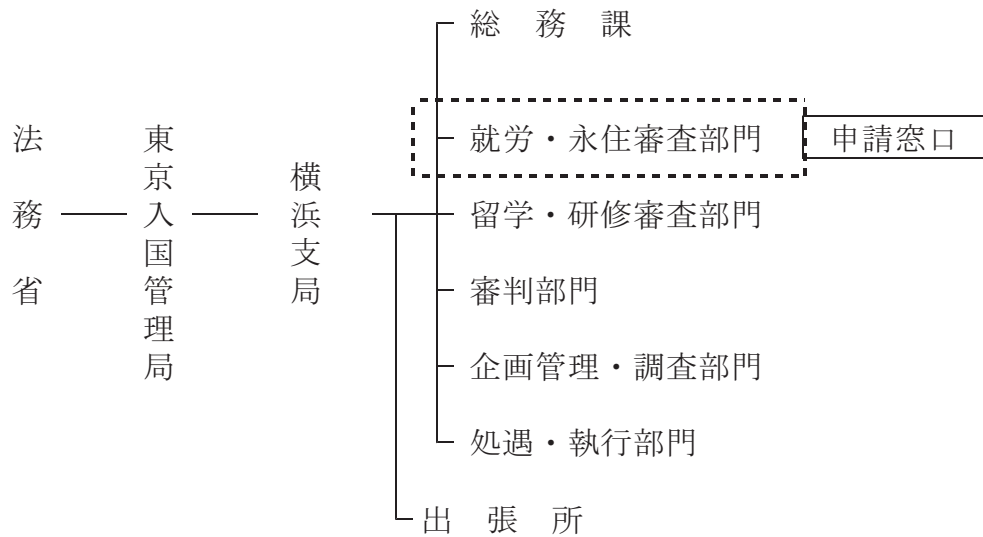 法務省
東京入国管理局
横浜支局
総務課
就労・永住審査部門
申請窓口
留学・研修審査部門
審判部門
企画管理・調査部門
処遇・執行部門
出張所